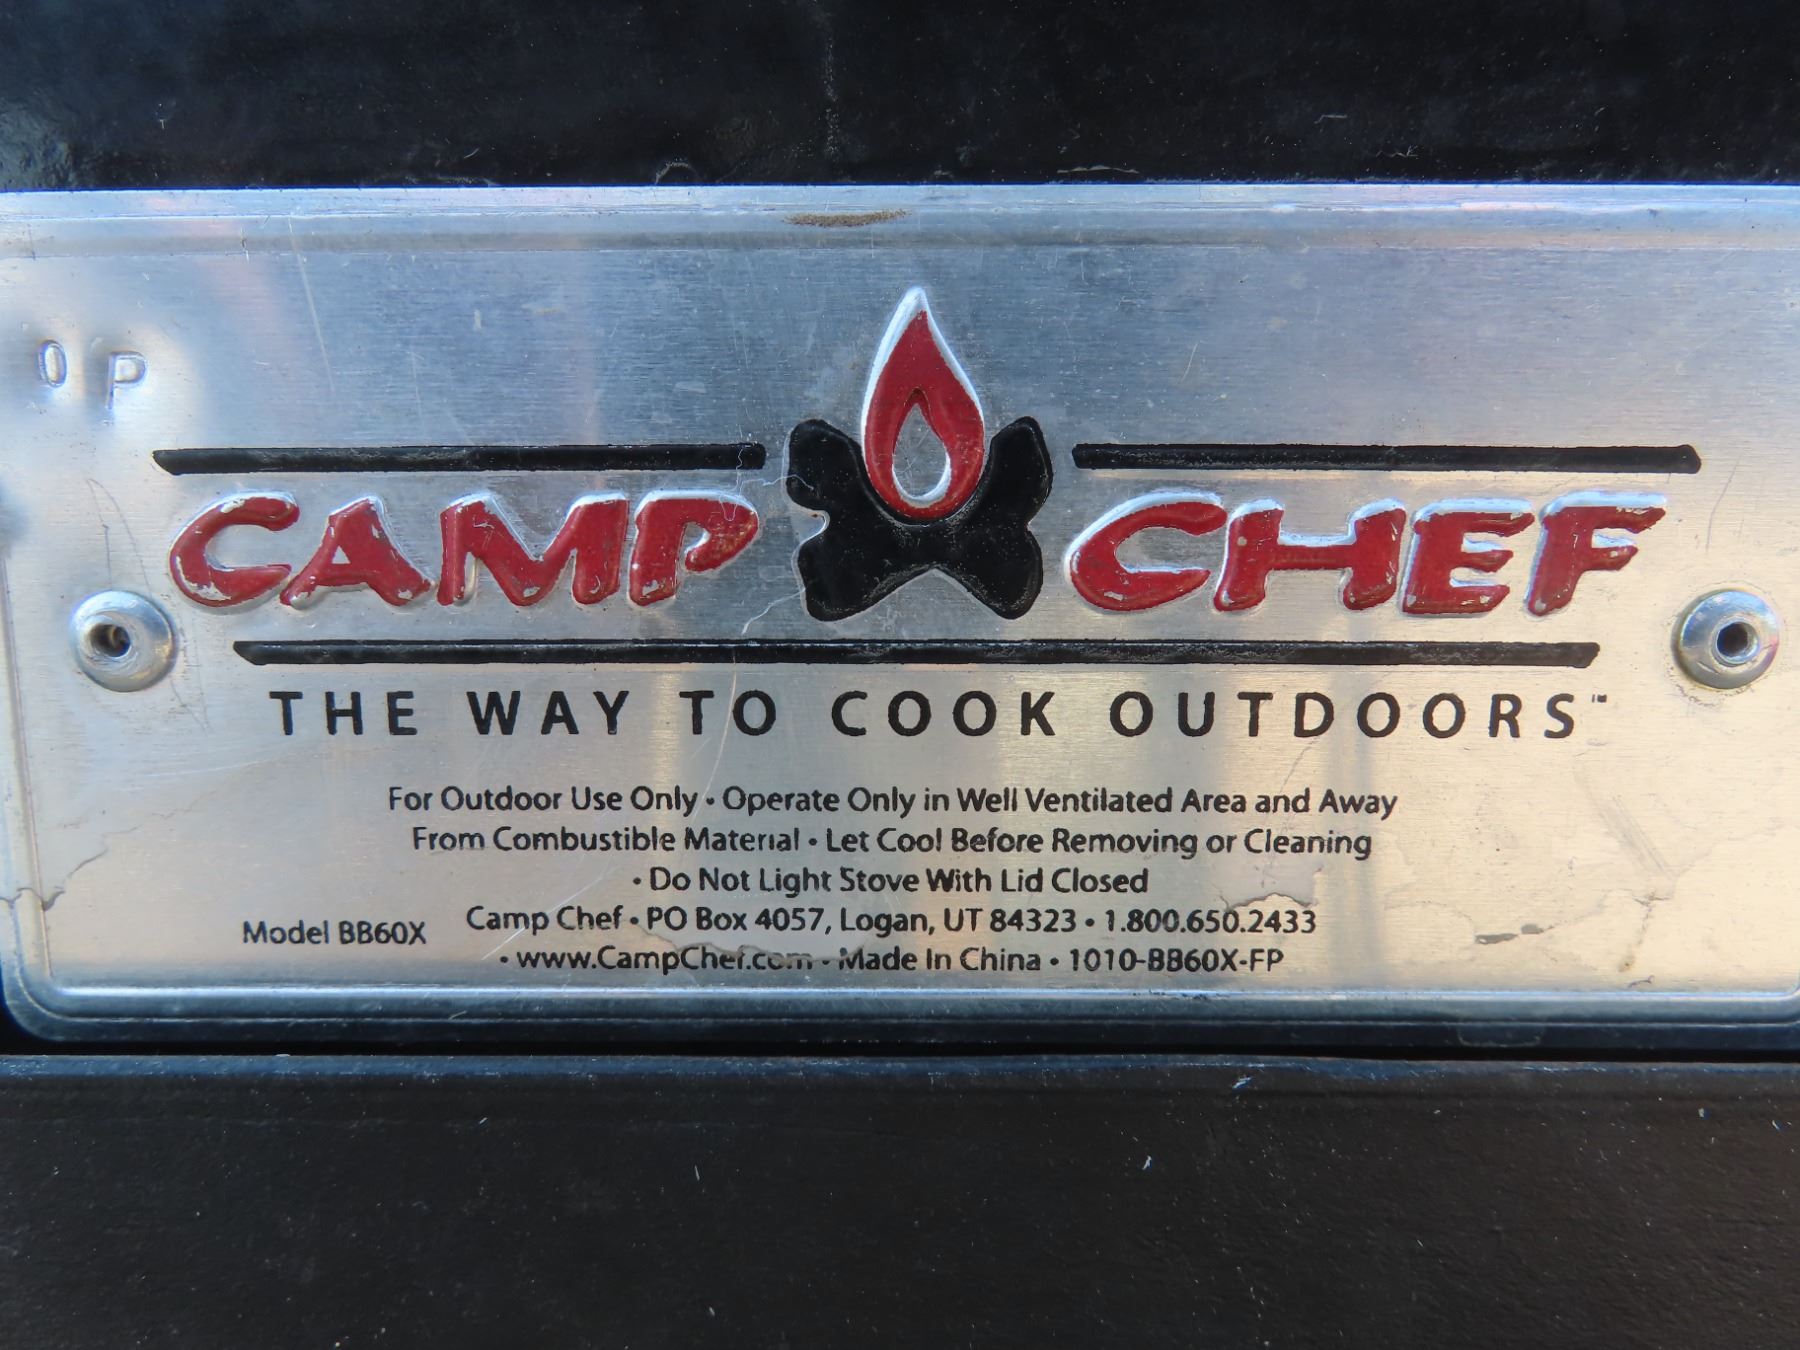 O P
CAMP CHEF
THE WAY TO COOK OUTDOORS™
For Outdoor Use Only • Operate Only in Well Ventilated Area and Away
From Combustible Material • Let Cool Before Removing or Cleaning
• Do Not Light Stove With Lid Closed
Model BB60X Camp Chef • PO Box 4057, Logan, UT 84323 • 1.800.650.2433
• www.CampChef.com • Made In China • 1010-BB60X-FP